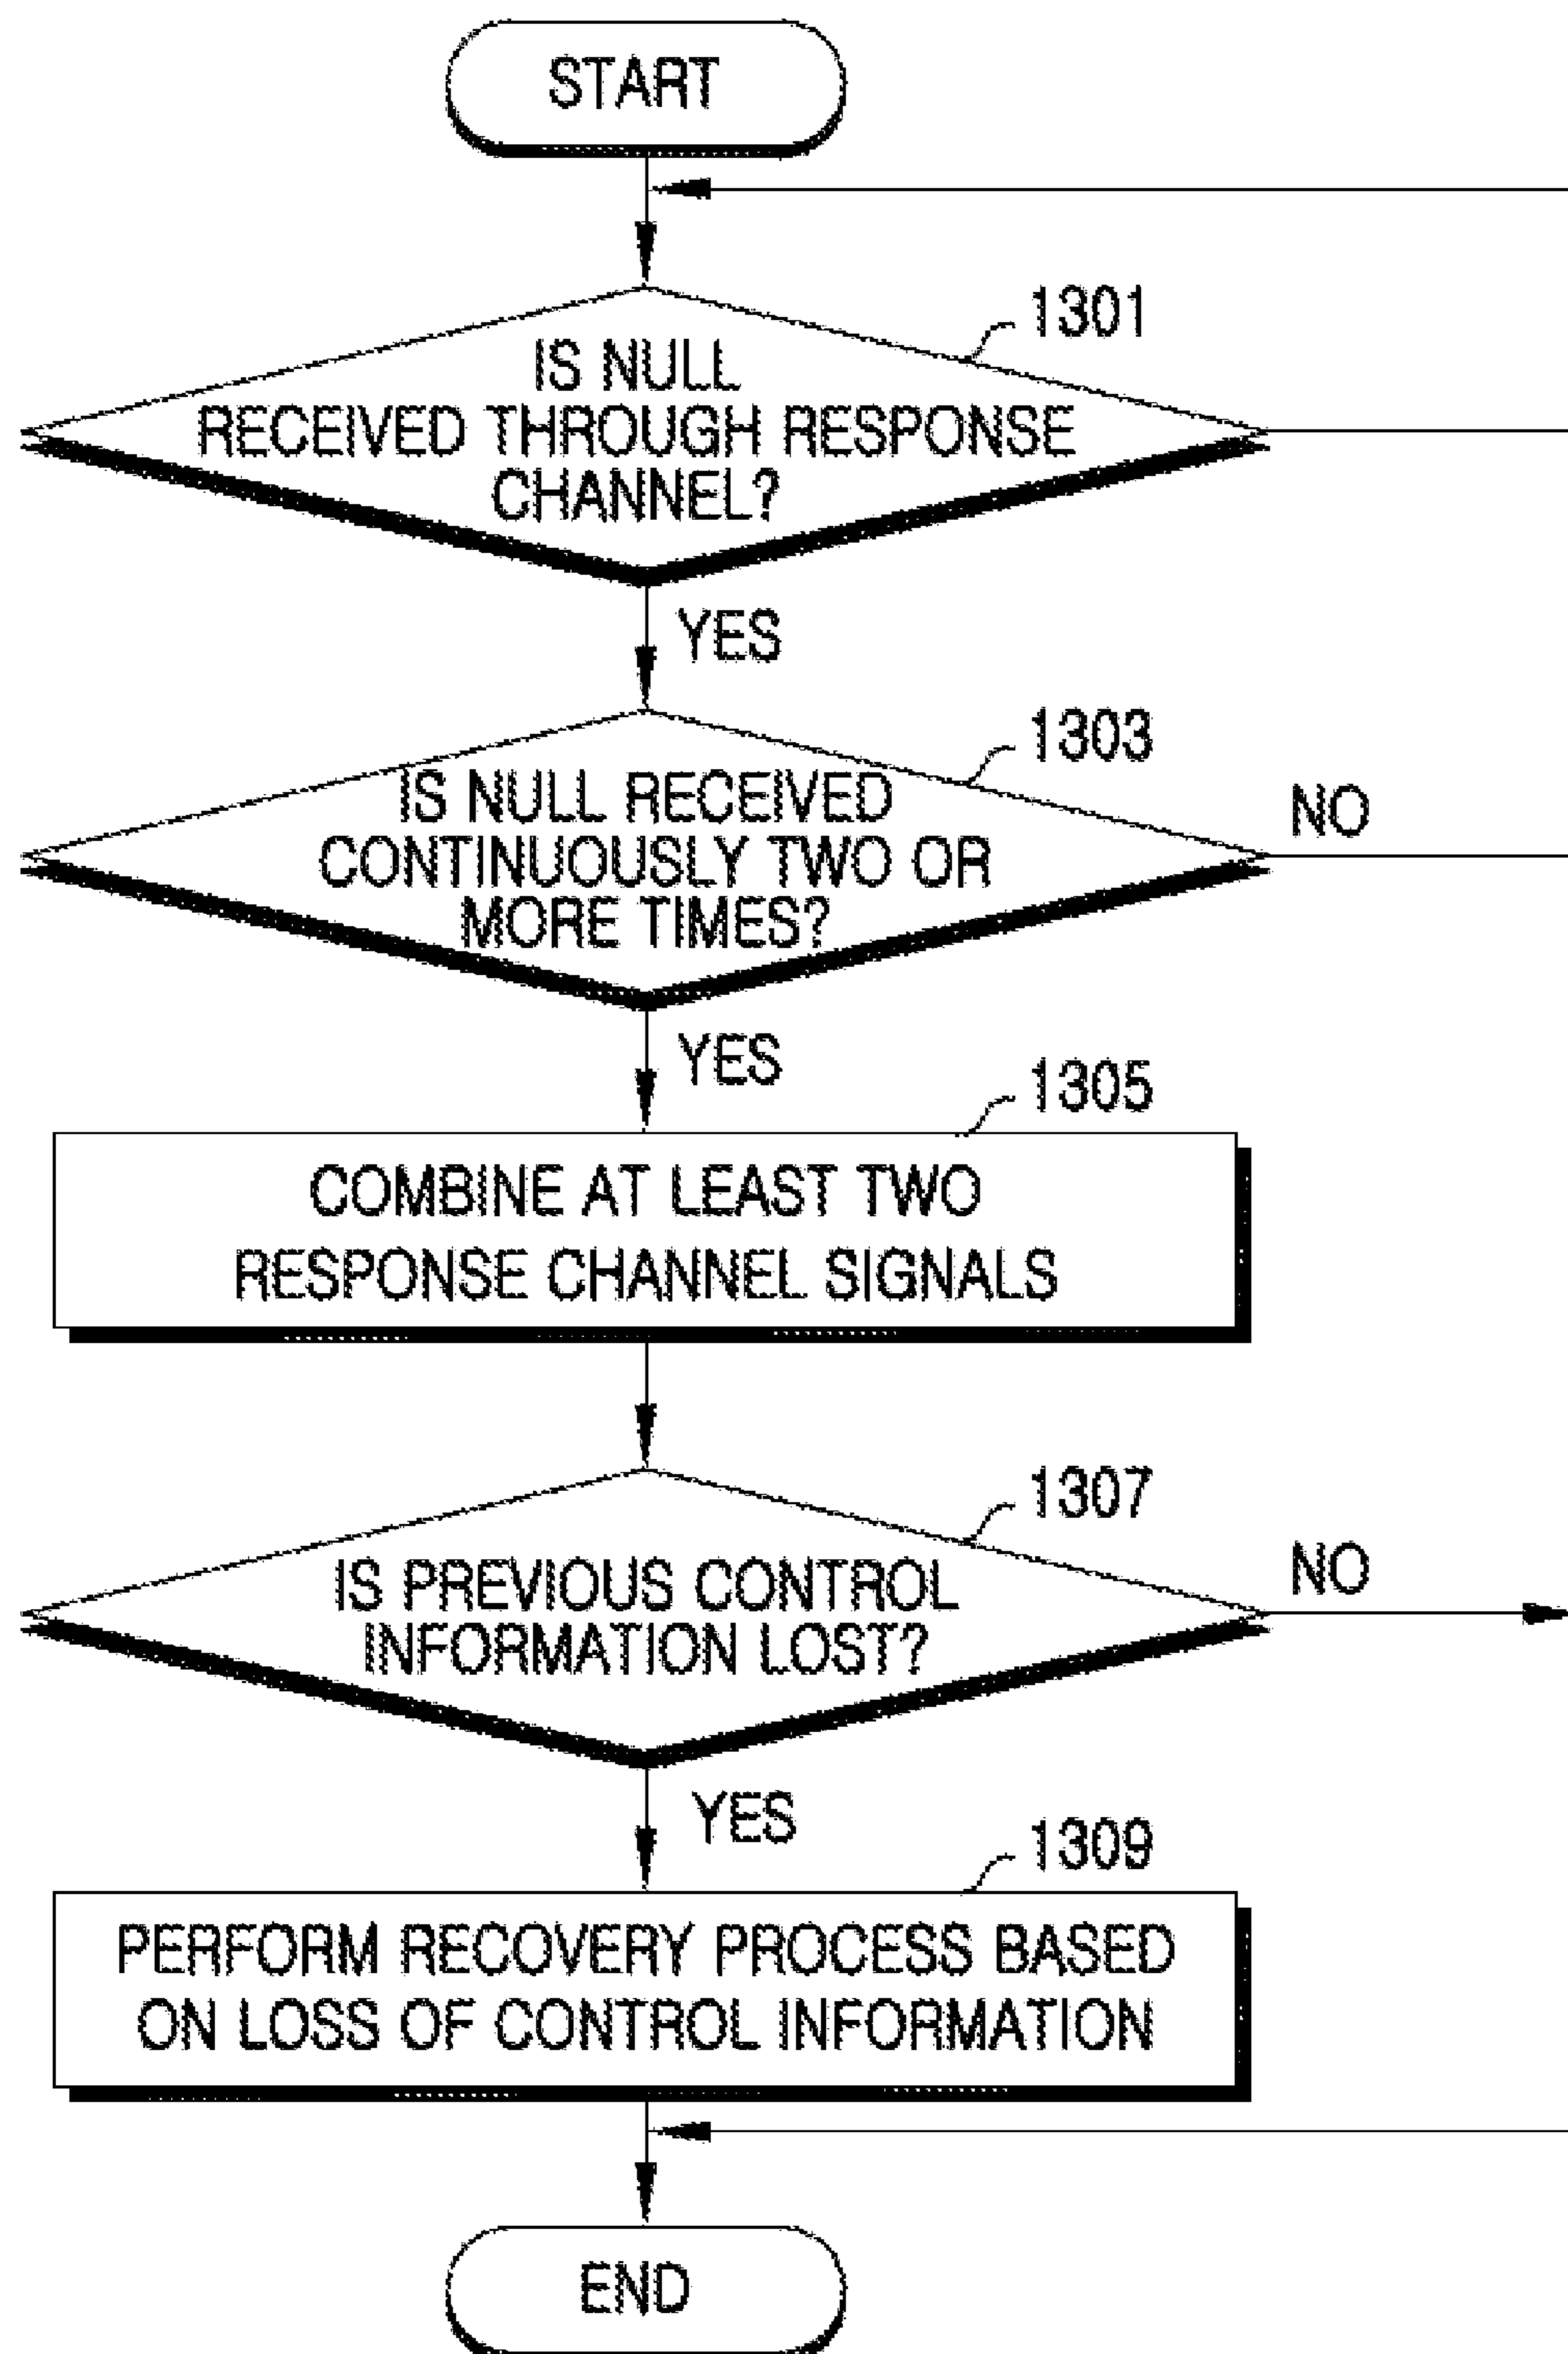 START
1301
IS NULL
RECEIVED THROUGH RESPONSE
CHANNEL?
YES
1303
IS NULL RECEIVED
CONTINUOUSLY TWO OR
MORE TIMES?
NO
YES
1305
COMBINE AT LEAST TWO
RESPONSE CHANNEL SIGNALS
1307
IS PREVIOUS CONTROL
INFORMATION LOST?
NO
YES
1309
PERFORM RECOVERY PROCESS BASED
ON LOSS OF CONTROL INFORMATION
END